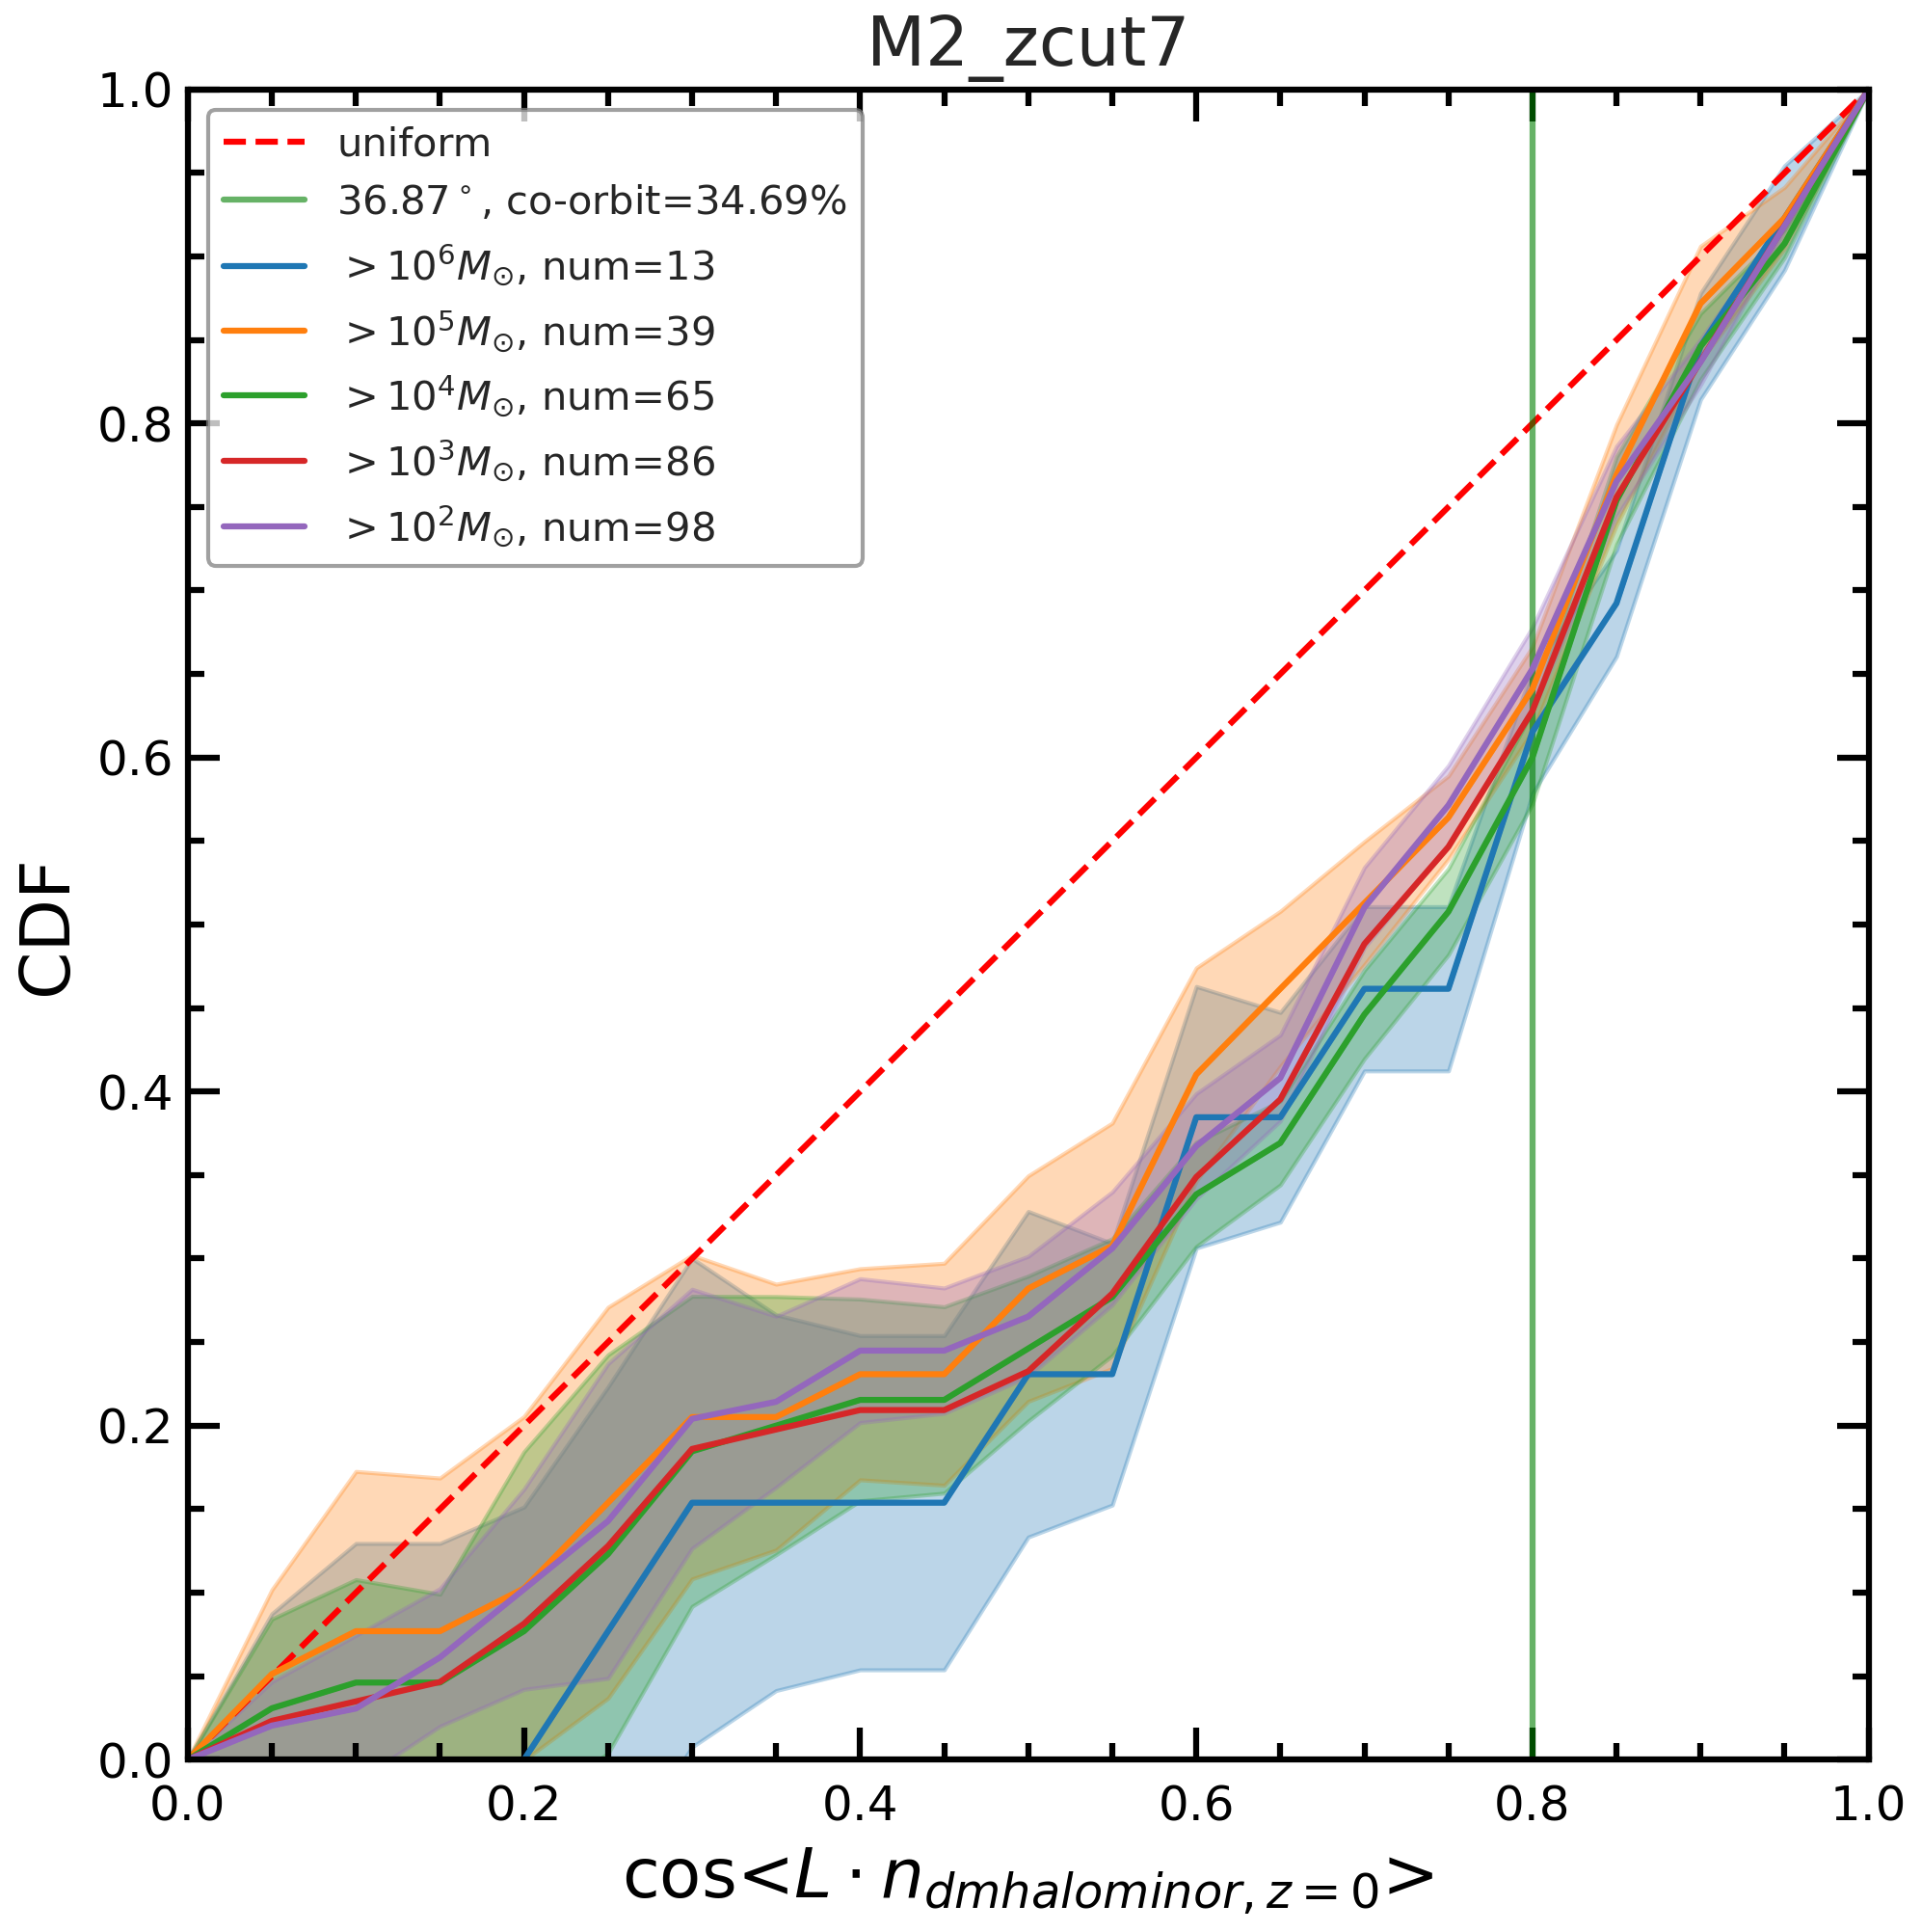 M2_zcut7
1.0
0.8
0.6
0.4
0.2
0.0
CDF
uniform
36.87°, co-orbit=34.69%
>10⁶M⊙, num=13
>10⁵M⊙, num=39
>10⁴M⊙, num=65
>10³M⊙, num=86
>10²M⊙, num=98
0.0 0.2 0.4 0.6 0.8 1.0
cos<L · n_{dmhalominor, z = 0}>